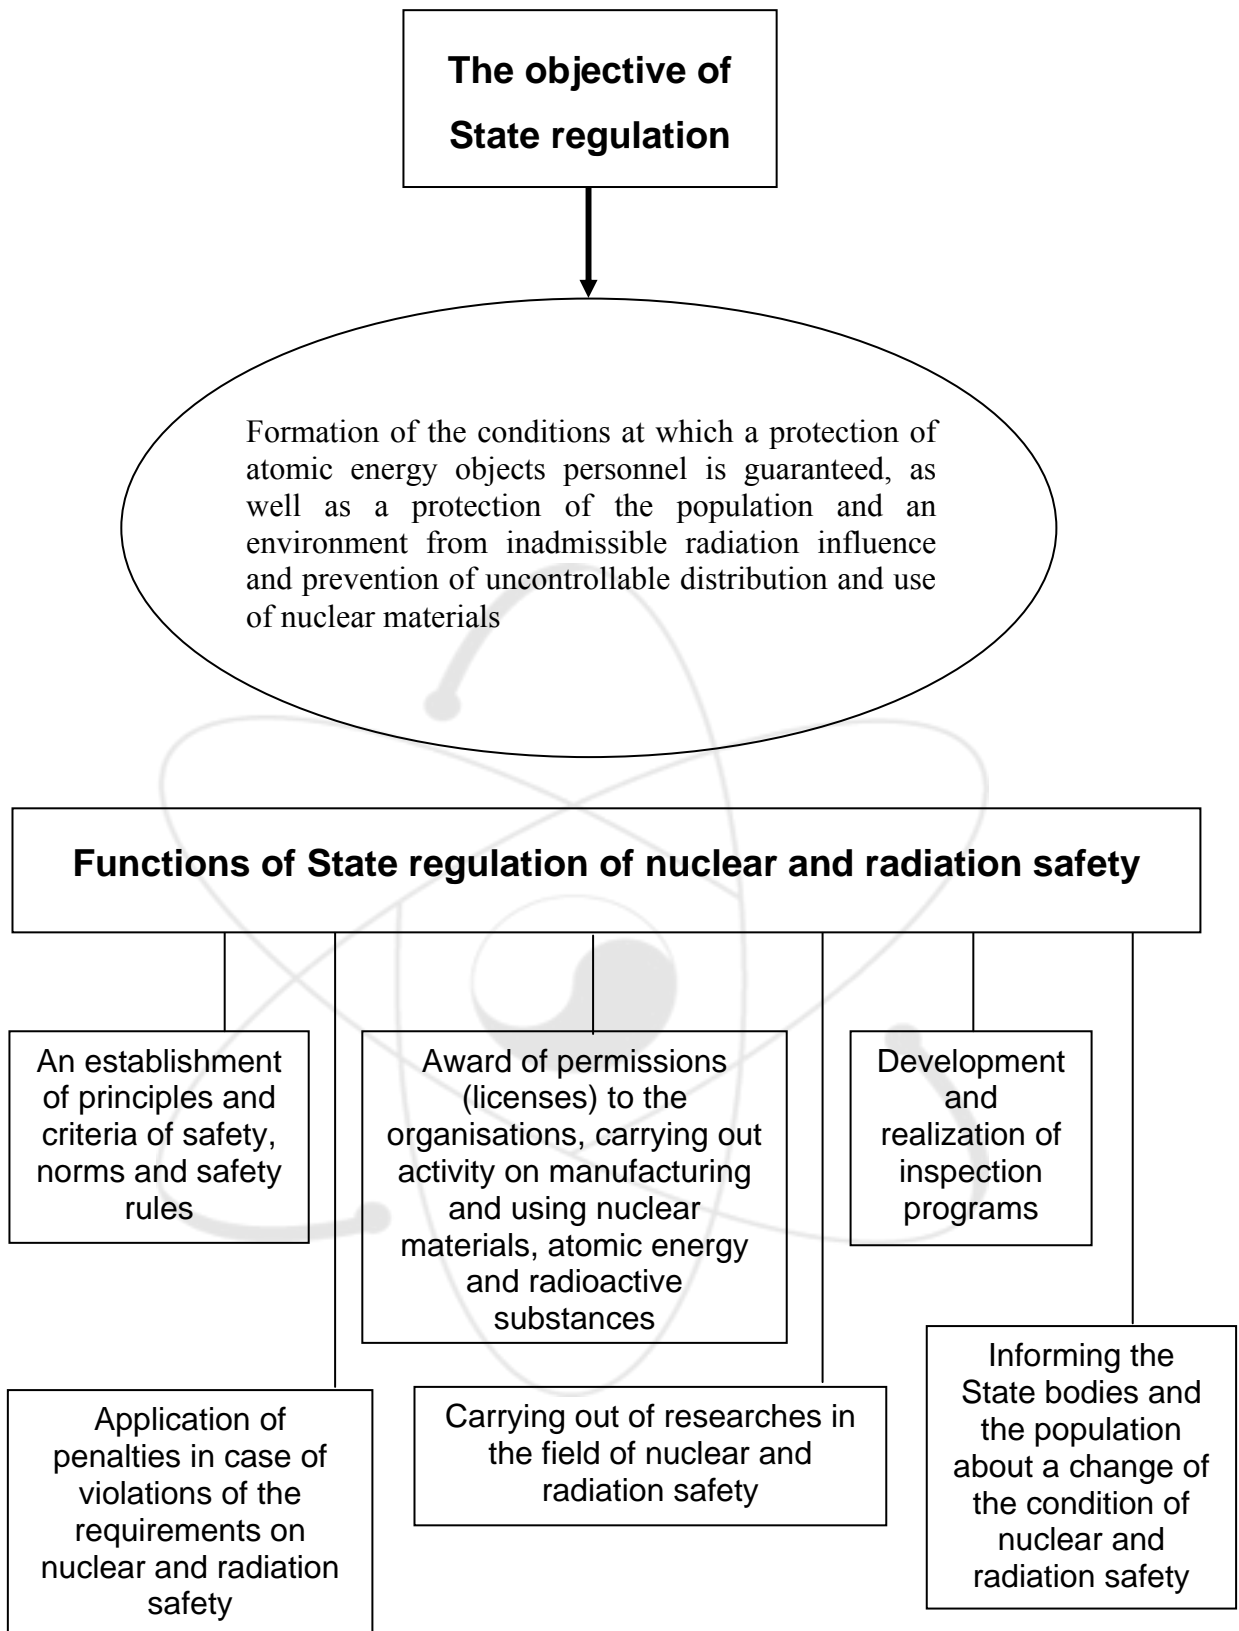 The objective of
State regulation
Formation of the conditions at which a protection of
atomic energy objects personnel is guaranteed, as
well as a protection of the population and an
environment from inadmissible radiation influence
and prevention of uncontrollable distribution and use
of nuclear materials
Functions of State regulation of nuclear and radiation safety
An establishment
of principles and
criteria of safety,
norms and safety
rules
Award of permissions
(licenses) to the
organisations, carrying out
activity on manufacturing
and using nuclear
materials, atomic energy
and radioactive
substances
Development
and
realization of
inspection
programs
Application of
penalties in case of
violations of the
requirements on
nuclear and radiation
safety
Carrying out of researches in
the field of nuclear and
radiation safety
Informing the
State bodies and
the population
about a change of
the condition of
nuclear and
radiation safety